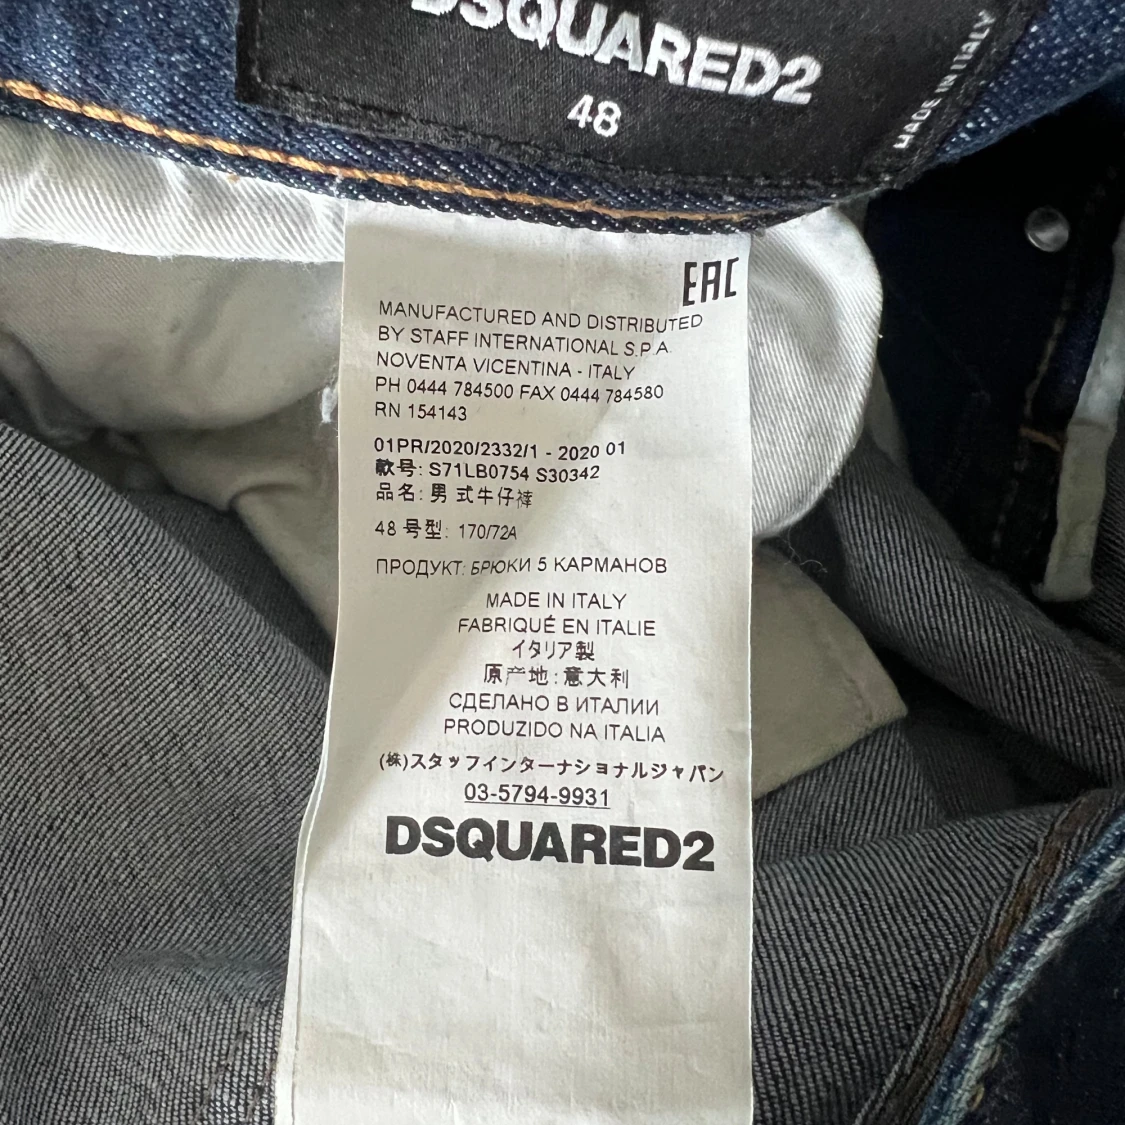 DSQUARED2
48
MADE IN ITALY
EAC
MANUFACTURED AND DISTRIBUTED
BY STAFF INTERNATIONAL S.P.A.
NOVENTA VICENTINA - ITALY
PH 0444 784500 FAX 0444 784580
RN 154143
01PR/2020/2332/1 - 2020 01
款号: S71LB0754 S30342
品名: 男式牛仔裤
48 号型: 170/72A
ПРОДУКТ: БРЮКИ 5 КАРМАНОВ
MADE IN ITALY
FABRIQUÉ EN ITALIE
イタリア製
原产地:意大利
СДЕЛАНО В ИТАЛИИ
PRODUZIDO NA ITALIA
(株)スタッフインターナショナルジャパン
03-5794-9931
DSQUARED2